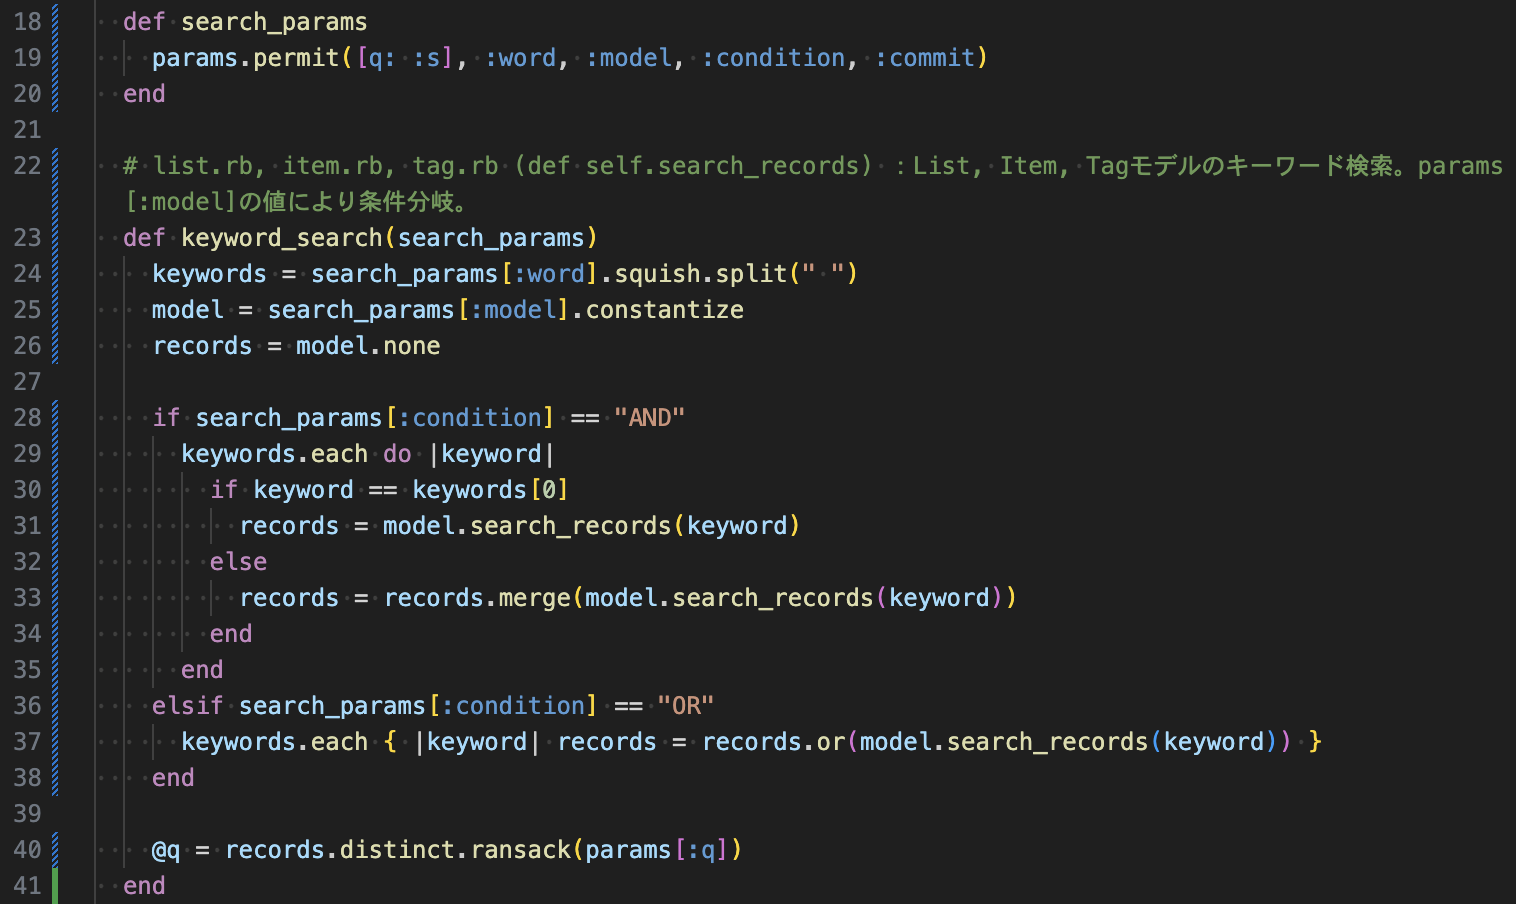 18 def search_params
19 params.permit([q: :s], :word, :model, :condition, :commit)
20 end
21
22 # list.rb, item.rb, tag.rb (def self.search_records) : List, Item, Tagモデルのキーワード検索。params
[:model]の値により条件分岐。
23 def keyword_search(search_params)
24 keywords = search_params[:word].squish.split(" ")
25 model = search_params[:model].constantize
26 records = model.none
27
28 if search_params[:condition] == "AND"
29 keywords.each do |keyword|
30 if keyword == keywords[0]
31 records = model.search_records(keyword)
32 else
33 records = records.merge(model.search_records(keyword))
34 end
35 end
36 elsif search_params[:condition] == "OR"
37 keywords.each { |keyword| records = records.or(model.search_records(keyword)) }
38 end
39
40 @q = records.distinct.ransack(params[:q])
41 end